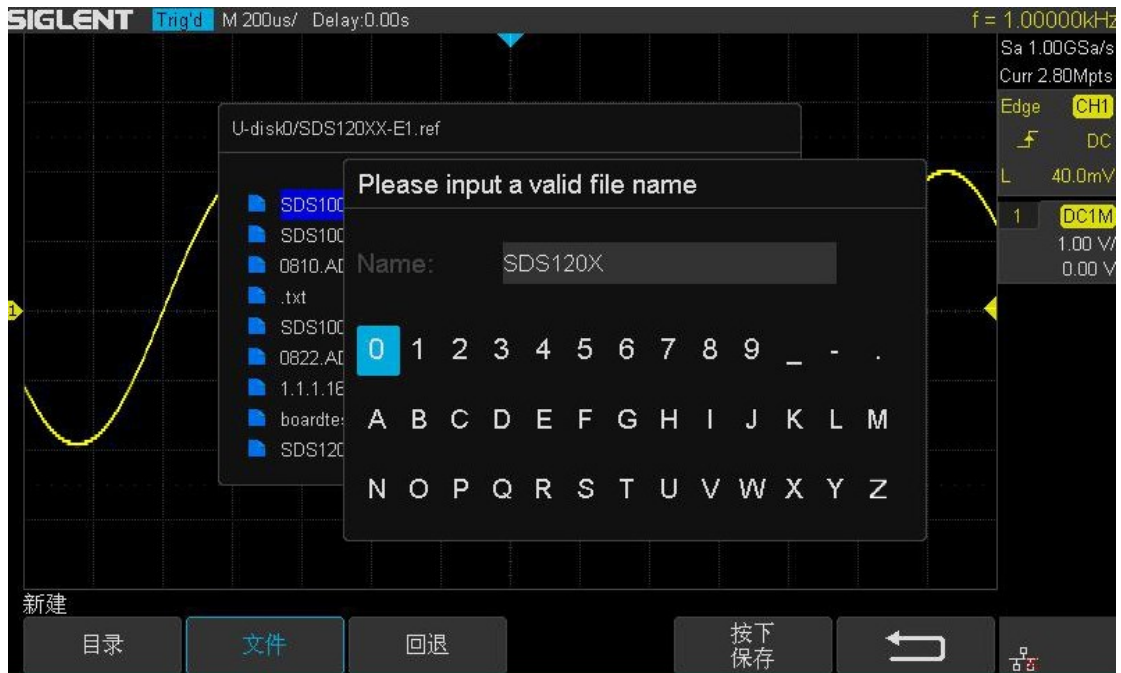 SIGLENT Trig'd M 200us/ Delay:0.00s f = 1.00000kHz
Sa 1.00GSa/s
Curr 2.80Mpts
Edge CH1
DC
L 40.0mV
1 DC1M
1.00 V/
0.00 V
U-disk0/SDS120XX-E1.ref
SDS100
SDS100
0810.AD
.txt
SDS100
0822.AD
1.1.1.1
boardte
SDS120
Please input a valid file name
Name: SDS120X
0 1 2 3 4 5 6 7 8 9 _ - .
A B C D E F G H I J K L M
N O P Q R S T U V W X Y Z
1
新建
目录 文件 回退 按下
保存